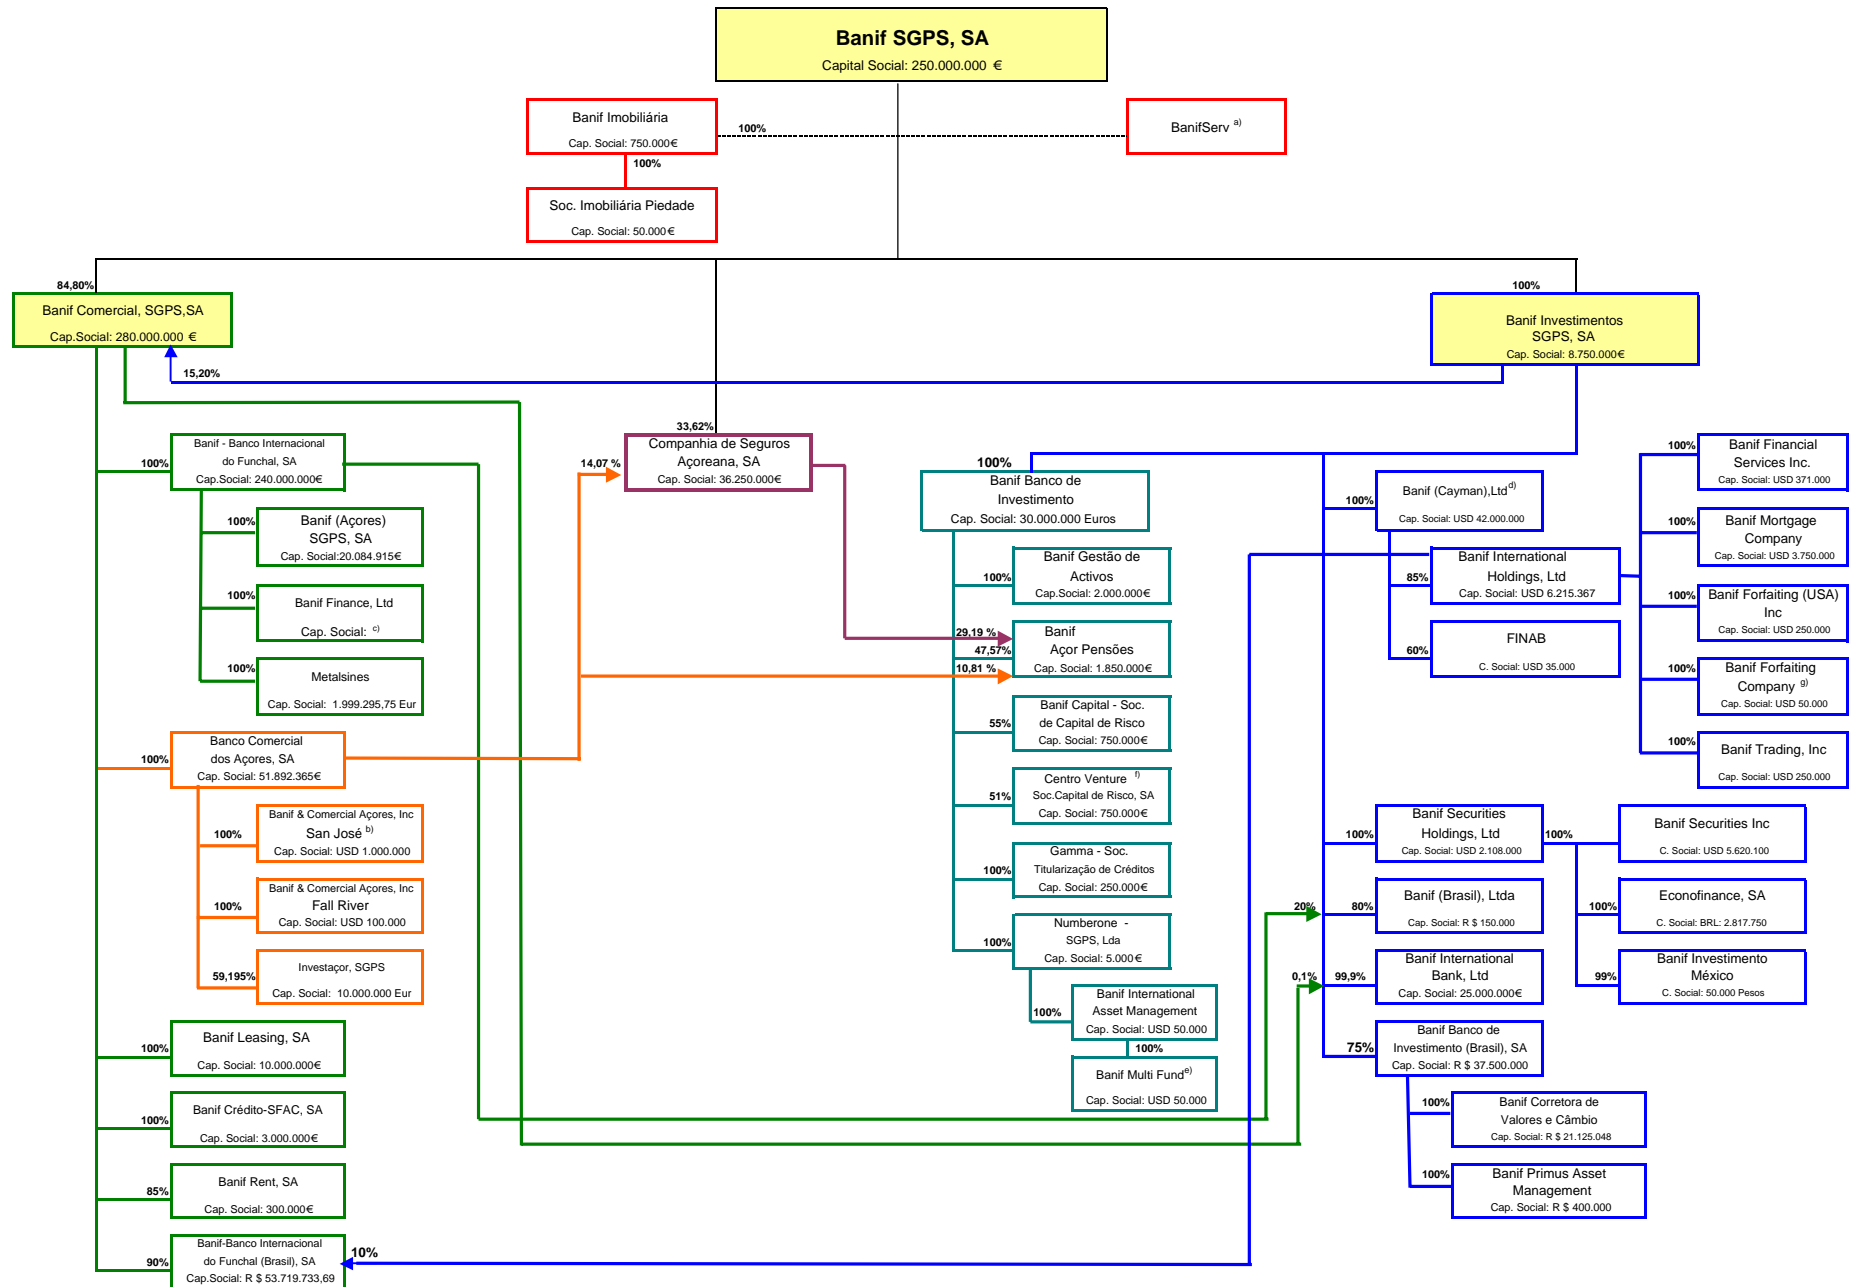 Banif SGPS, SA
Capital Social: 250.000.000 €
Banif Imobiliária
Cap. Social: 750.000€
100%
BanifServ a)
100%
Soc. Imobiliária Piedade
Cap. Social: 50.000€
84,80%
Banif Comercial, SGPS,SA
Cap.Social: 280.000.000 €
100%
Banif Investimentos
SGPS, SA
Cap. Social: 8.750.000€
15,20%
33,62%
Companhia de Seguros
Açoreana, SA
Cap. Social: 36.250.000€
14,07 %
100%
Banif - Banco Internacional
do Funchal, SA
Cap.Social: 240.000.000€
100%
Banif (Açores)
SGPS, SA
Cap. Social:20.084.915€
100%
Banif Finance, Ltd
Cap. Social: c)
100%
Metalsines
Cap. Social: 1.999.295,75 Eur
100%
Banco Comercial
dos Açores, SA
Cap. Social: 51.892.365€
100%
Banif & Comercial Açores, Inc
San José b)
Cap. Social: USD 1.000.000
100%
Banif & Comercial Açores, Inc
Fall River
Cap. Social: USD 100.000
59,195%
Investaçor, SGPS
Cap. Social: 10.000.000 Eur
100%
Banif Leasing, SA
Cap. Social: 10.000.000€
100%
Banif Crédito-SFAC, SA
Cap. Social: 3.000.000€
85%
Banif Rent, SA
Cap. Social: 300.000€
90%
Banif-Banco Internacional
do Funchal (Brasil), SA
Cap.Social: R $ 53.719.733,69
10%
100%
Banif Banco de
Investimento
Cap. Social: 30.000.000 Euros
100%
Banif Gestão de
Activos
Cap.Social: 2.000.000€
29,19 %
47,57%
10,81 %
Banif
Açor Pensões
Cap. Social: 1.850.000€
55%
Banif Capital - Soc.
de Capital de Risco
Cap. Social: 750.000€
51%
Centro Venture f)
Soc.Capital de Risco, SA
Cap. Social: 750.000€
100%
Gamma - Soc.
Titularização de Créditos
Cap. Social: 250.000€
100%
Numberone -
SGPS, Lda
Cap. Social: 5.000€
100%
Banif International
Asset Management
Cap. Social: USD 50.000
100%
Banif Multi Fund e)
Cap. Social: USD 50.000
100%
Banif (Cayman),Ltd d)
Cap. Social: USD 42.000.000
85%
Banif International
Holdings, Ltd
Cap. Social: USD 6.215.367
60%
FINAB
C. Social: USD 35.000
100%
Banif Financial
Services Inc.
Cap. Social: USD 371.000
100%
Banif Mortgage
Company
Cap. Social: USD 3.750.000
100%
Banif Forfaiting (USA)
Inc
Cap. Social: USD 250.000
100%
Banif Forfaiting
Company g)
Cap. Social: USD 50.000
100%
Banif Trading, Inc
Cap. Social: USD 250.000
100%
Banif Securities
Holdings, Ltd
Cap. Social: USD 2.108.000
100%
Banif Securities Inc
C. Social: USD 5.620.100
100%
Econofinance, SA
C. Social: BRL: 2.817.750
99%
Banif Investimento
México
C. Social: 50.000 Pesos
20%
80%
Banif (Brasil), Ltda
Cap. Social: R $ 150.000
0,1%
99,9%
Banif International
Bank, Ltd
Cap. Social: 25.000.000€
75%
Banif Banco de
Investimento (Brasil), SA
Cap. Social: R $ 37.500.000
100%
Banif Corretora de
Valores e Câmbio
Cap. Social: R $ 21.125.048
100%
Banif Primus Asset
Management
Cap. Social: R $ 400.000